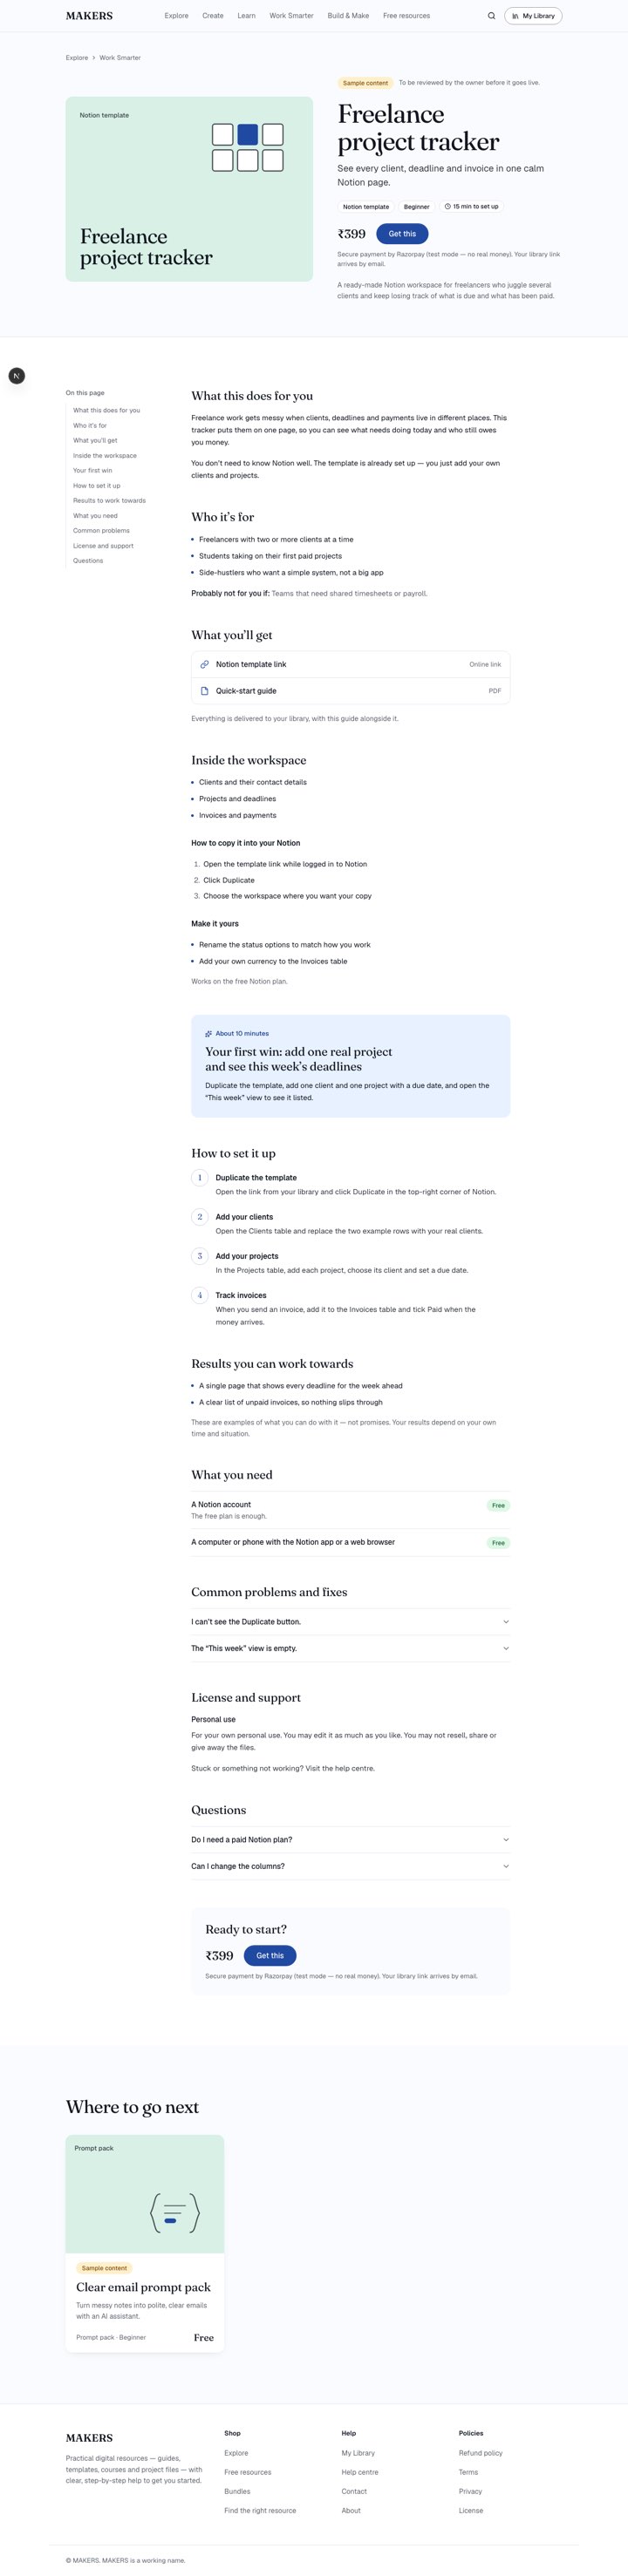 MAKERS
Explore
Create
Learn
Work Smarter
Build & Make
Free resources
My Library
Explore › Work Smarter
Notion template
Freelance
project tracker
Sample content
To be reviewed by the owner before it goes live.
Freelance
project tracker
See every client, deadline and invoice in one calm
Notion page.
Notion template
Beginner
15 min to set up
₹399
Get this
Secure payment by Razorpay (test mode — no real money). Your library link
arrives by email.
A ready-made Notion workspace for freelancers who juggle several
clients and keep losing track of what is due and what has been paid.
N
On this page
What this does for you
Who it’s for
What you’ll get
Inside the workspace
Your first win
How to set it up
Results to work towards
What you need
Common problems
License and support
Questions
What this does for you
Freelance work gets messy when clients, deadlines and payments live in different places. This
tracker puts them on one page, so you can see what needs doing today and who still owes
you money.
You don’t need to know Notion well. The template is already set up — you just add your own
clients and projects.
Who it’s for
• Freelancers with two or more clients at a time
• Students taking on their first paid projects
• Side-hustlers who want a simple system, not a big app
Probably not for you if: Teams that need shared timesheets or payroll.
What you’ll get
Notion template link
Online link
Quick-start guide
PDF
Everything is delivered to your library, with this guide alongside it.
Inside the workspace
• Clients and their contact details
• Projects and deadlines
• Invoices and payments
How to copy it into your Notion
1. Open the template link while logged in to Notion
2. Click Duplicate
3. Choose the workspace where you want your copy
Make it yours
• Rename the status options to match how you work
• Add your own currency to the Invoices table
Works on the free Notion plan.
About 10 minutes
Your first win: add one real project
and see this week’s deadlines
Duplicate the template, add one client and one project with a due date, and open the
“This week” view to see it listed.
How to set it up
1
Duplicate the template
Open the link from your library and click Duplicate in the top-right corner of Notion.
2
Add your clients
Open the Clients table and replace the two example rows with your real clients.
3
Add your projects
In the Projects table, add each project, choose its client and set a due date.
4
Track invoices
When you send an invoice, add it to the Invoices table and tick Paid when the
money arrives.
Results you can work towards
• A single page that shows every deadline for the week ahead
• A clear list of unpaid invoices, so nothing slips through
These are examples of what you can do with it — not promises. Your results depend on your own
time and situation.
What you need
A Notion account
Free
The free plan is enough.
A computer or phone with the Notion app or a web browser
Free
Common problems and fixes
I can’t see the Duplicate button.
The “This week” view is empty.
License and support
Personal use
For your own personal use. You may edit it as much as you like. You may not resell, share or
give away the files.
Stuck or something not working? Visit the help centre.
Questions
Do I need a paid Notion plan?
Can I change the columns?
Ready to start?
₹399
Get this
Secure payment by Razorpay (test mode — no real money). Your library link arrives by email.
Where to go next
Prompt pack
Sample content
Clear email prompt pack
Turn messy notes into polite, clear emails
with an AI assistant.
Prompt pack · Beginner
Free
MAKERS
Practical digital resources — guides,
templates, courses and project files — with
clear, step-by-step help to get you started.
Shop
Explore
Free resources
Bundles
Find the right resource
Help
My Library
Help centre
Contact
About
Policies
Refund policy
Terms
Privacy
License
© MAKERS. MAKERS is a working name.